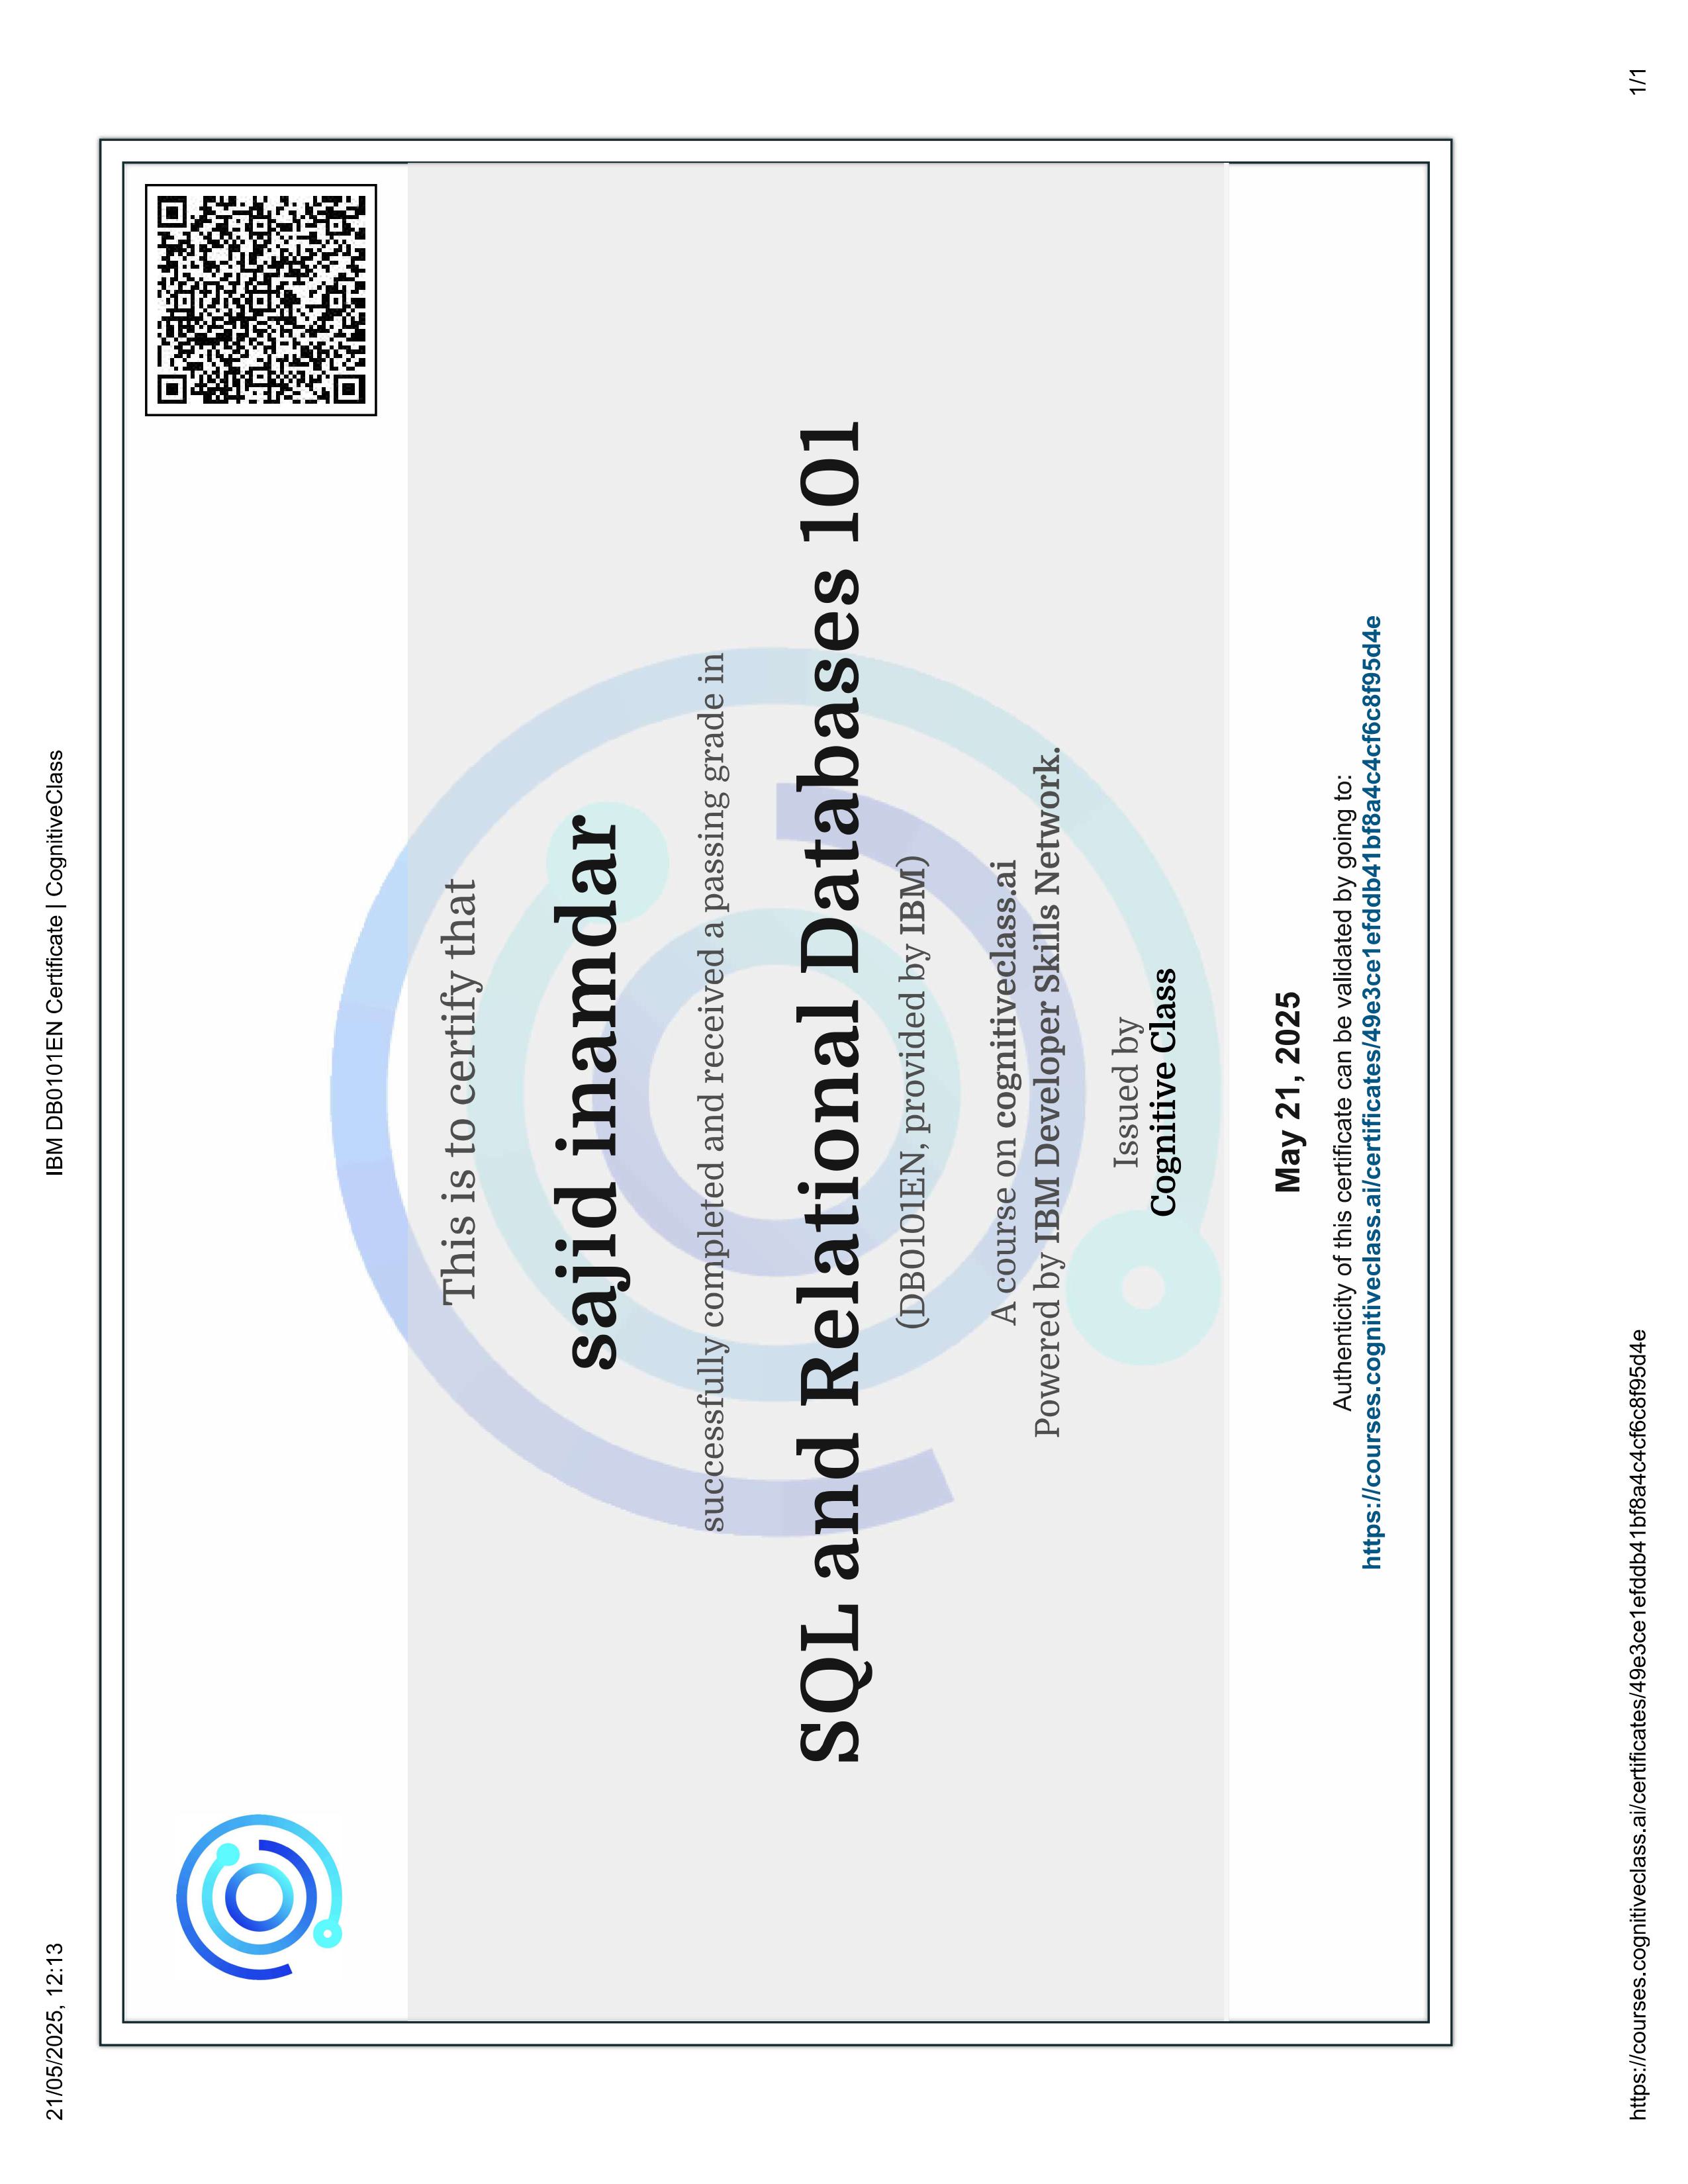 21/05/2025, 12:13
IBM DB0101EN Certificate | CognitiveClass
This is to certify that
sajid inamdar
successfully completed and received a passing grade in
SQL and Relational Databases 101
(DB0101EN, provided by IBM)
A course on cognitiveclass.ai
Powered by IBM Developer Skills Network.
Issued by
Cognitive Class
May 21, 2025
Authenticity of this certificate can be validated by going to:
https://courses.cognitiveclass.ai/certificates/49e3ce1efddb41bf8a4c4cf6c8f95d4e
https://courses.cognitiveclass.ai/certificates/49e3ce1efddb41bf8a4c4cf6c8f95d4e
1/1